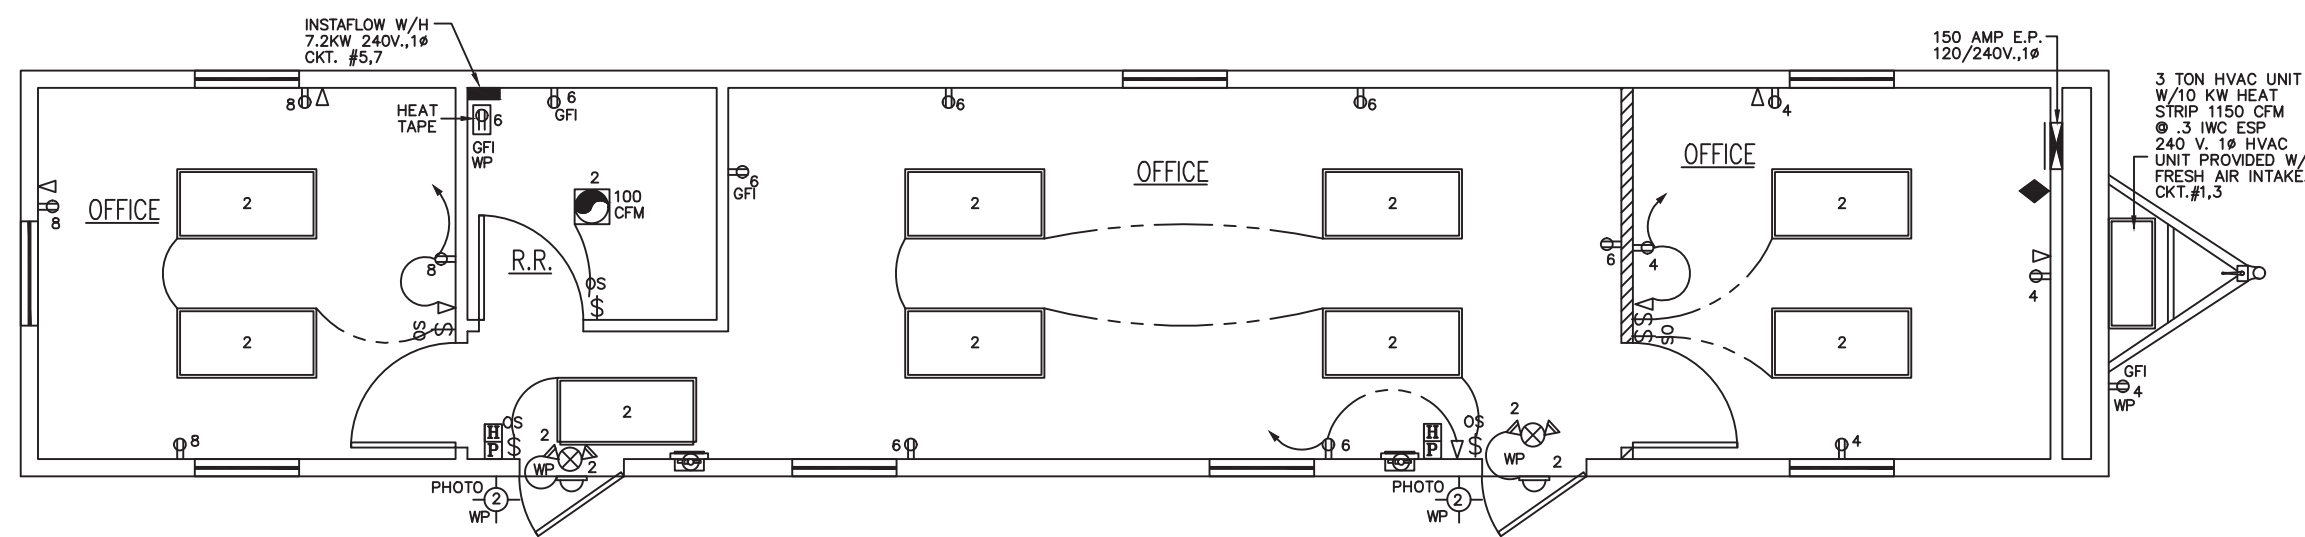 INSTAFLOW W/H
7.2KW 240V.,1ø
CKT. #5,7
150 AMP E.P.
120/240V.,1ø
3 TON HVAC UNIT
W/10 KW HEAT
STRIP 1150 CFM
@ .3 IWC ESP
240 V. 1ø HVAC
UNIT PROVIDED W/
FRESH AIR INTAKE.
CKT.#1,3
8
HEAT
TAPE
6
GFI
WP
6
GFI
6
6
4
OFFICE
8
2
8
2
OS
$
R.R.
2
100
CFM
OS
$
6
GFI
OFFICE
2
2
2
2
6
OFFICE
4
2
2
$
$
OS
4
GFI
4
WP
8
H
P
OS
$
2
2
WP
2
PHOTO
2
WP
6
6
H
P
OS
$
2
WP
2
PHOTO
2
WP
4